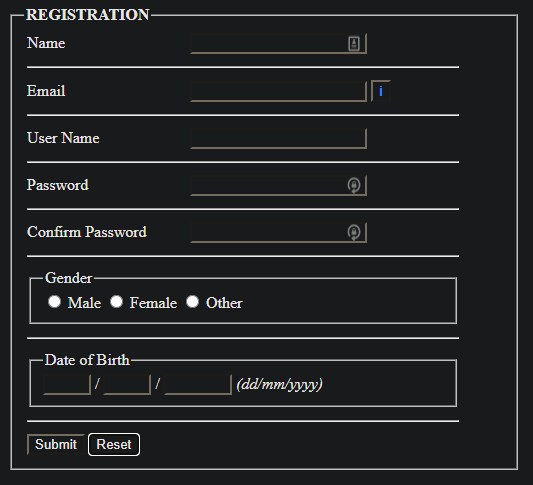 REGISTRATION
Name
Email i
User Name
Password
Confirm Password
Gender
Male Female Other
Date of Birth
/ / (dd/mm/yyyy)
Submit Reset